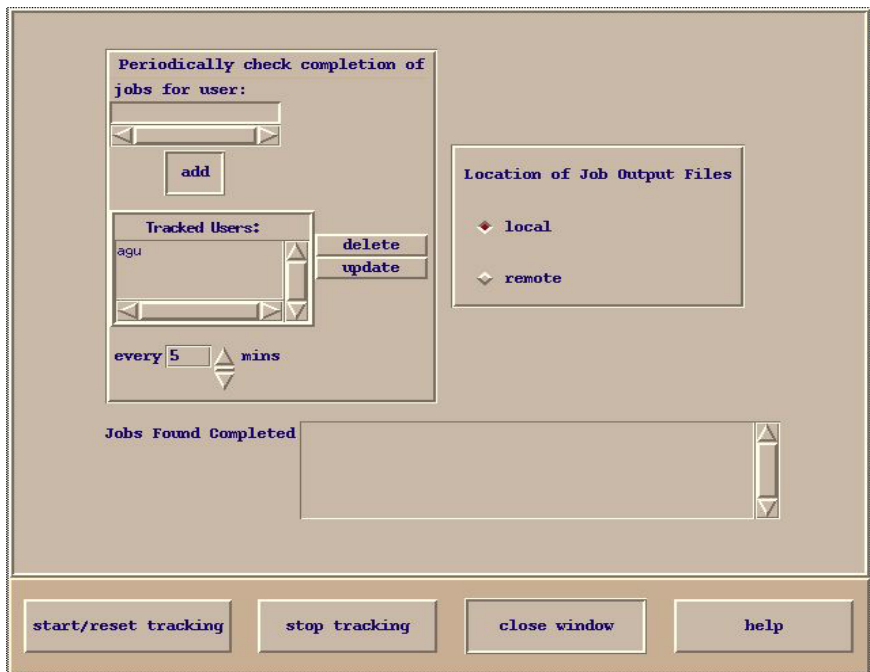 Periodically check completion of
jobs for user:
add
Tracked Users:
agu
delete
update
every 5 mins
Location of Job Output Files
local
remote
Jobs Found Completed
start/reset tracking
stop tracking
close window
help